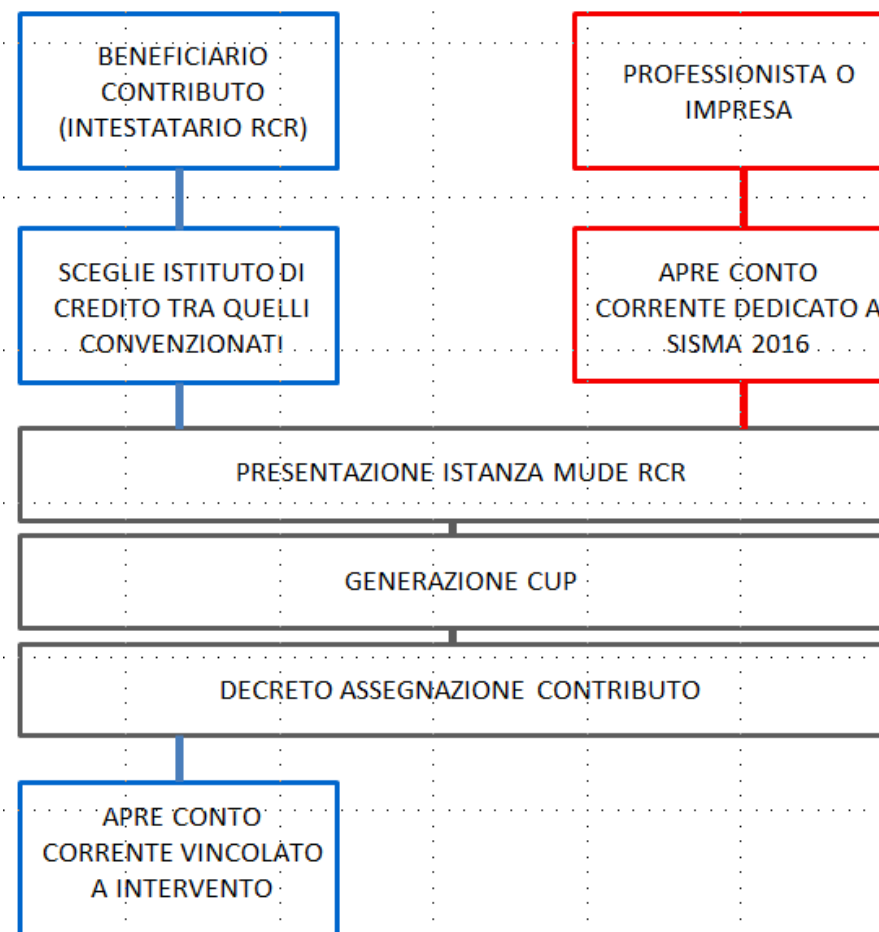 BENEFICIARIO
CONTRIBUTO
(INTESTATARIO RCR)
PROFESSIONISTA O
IMPRESA
SCEGLIE ISTITUTO DI
CREDITO TRA QUELLI
CONVENZIONATI
APRE CONTO
CORRENTE DEDICATO A
SISMA 2016
PRESENTAZIONE ISTANZA MUDE RCR
GENERAZIONE CUP
DECRETO ASSEGNAZIONE CONTRIBUTO
APRE CONTO
CORRENTE VINCOLATO
A INTERVENTO